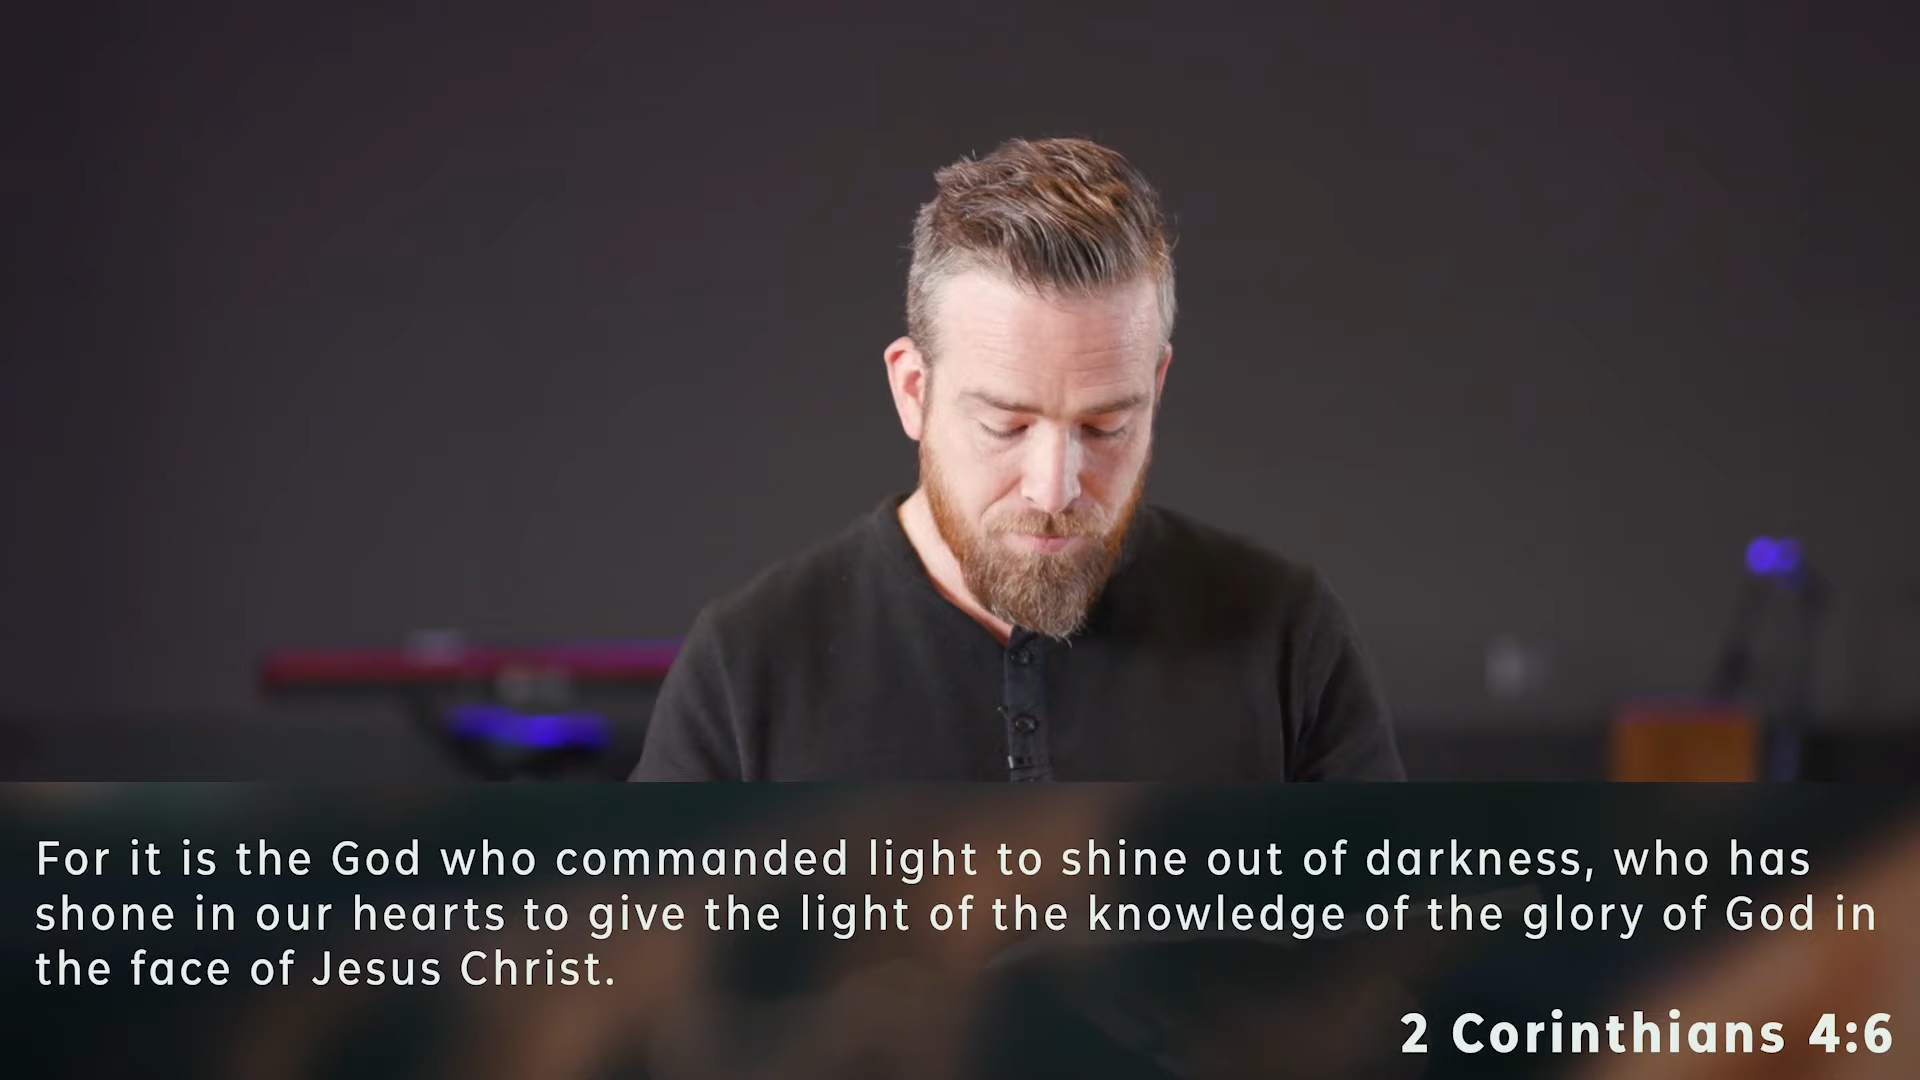 For it is the God who commanded light to shine out of darkness, who has
shone in our hearts to give the light of the knowledge of the glory of God in
the face of Jesus Christ.
2 Corinthians 4:6